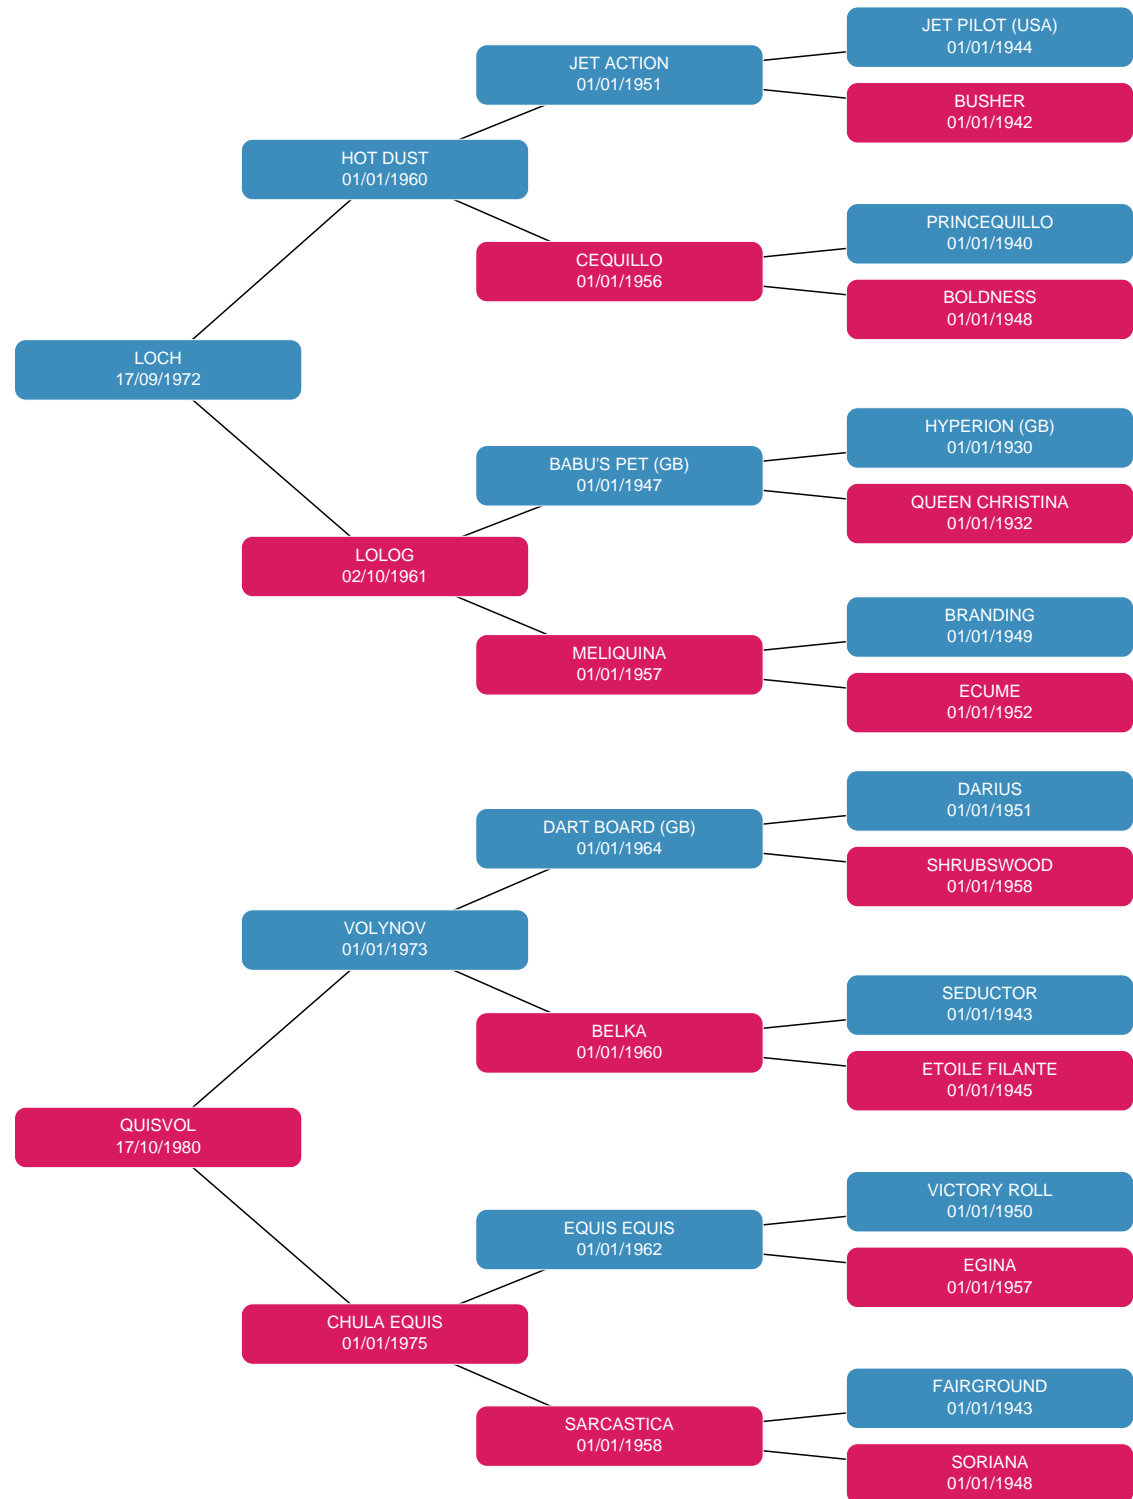 JET PILOT (USA)
01/01/1944
JET ACTION
01/01/1951
BUSHER
01/01/1942
HOT DUST
01/01/1960
PRINCEQUILLO
01/01/1940
CEQUILLO
01/01/1956
BOLDNESS
01/01/1948
LOCH
17/09/1972
HYPERION (GB)
01/01/1930
BABU'S PET (GB)
01/01/1947
QUEEN CHRISTINA
01/01/1932
LOLOG
02/10/1961
BRANDING
01/01/1949
MELIQUINA
01/01/1957
ECUME
01/01/1952
DARIUS
01/01/1951
DART BOARD (GB)
01/01/1964
SHRUBSWOOD
01/01/1958
VOLYNOV
01/01/1973
SEDUCTOR
01/01/1943
BELKA
01/01/1960
ETOILE FILANTE
01/01/1945
QUISVOL
17/10/1980
VICTORY ROLL
01/01/1950
EQUIS EQUIS
01/01/1962
EGINA
01/01/1957
CHULA EQUIS
01/01/1975
FAIRGROUND
01/01/1943
SARCASTICA
01/01/1958
SORIANA
01/01/1948